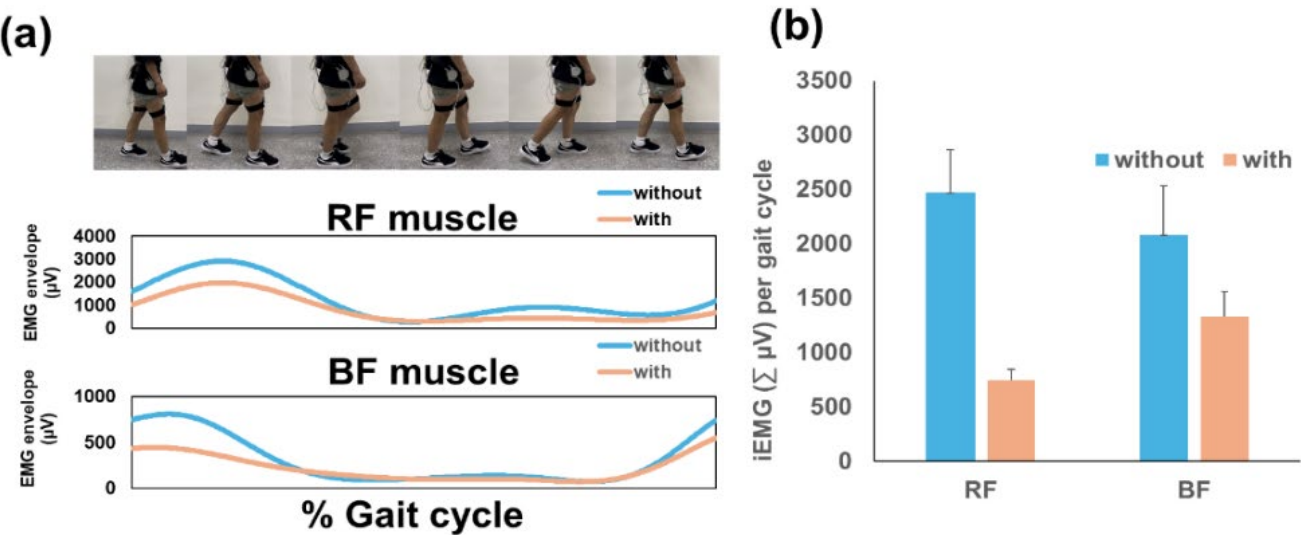 (a)
without
with
RF muscle
EMG envelope
(µV)
4000
3000
2000
1000
0
without
with
BF muscle
EMG envelope
(µV)
1000
500
0
% Gait cycle
(b)
iEMG (∑ µV) per gait cycle
3500
3000
2500
2000
1500
1000
500
0
without with
RF BF